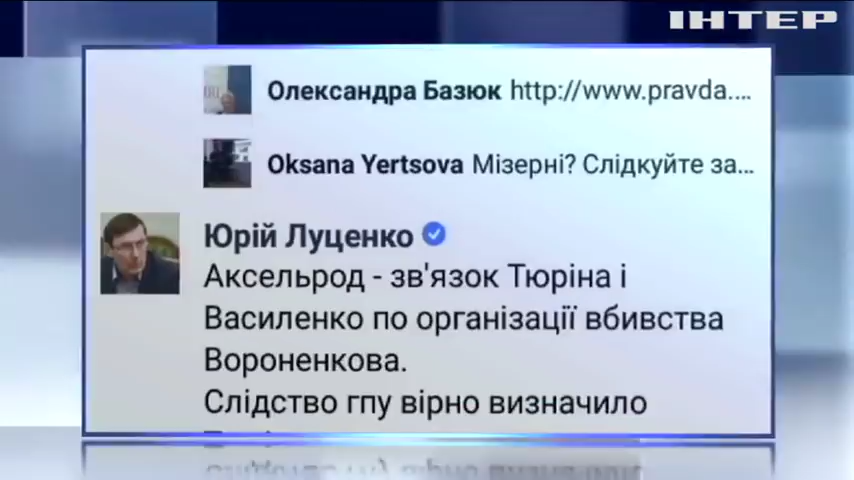 ІНТЕР
Олександра Базюк http://www.pravda....
Oksana Yertsova Мізерні? Слідкуйте за...
Юрій Луценко
Аксельрод - зв'язок Тюріна і
Василенко по організації вбивства
Вороненкова.
Слідство гпу вірно визначило